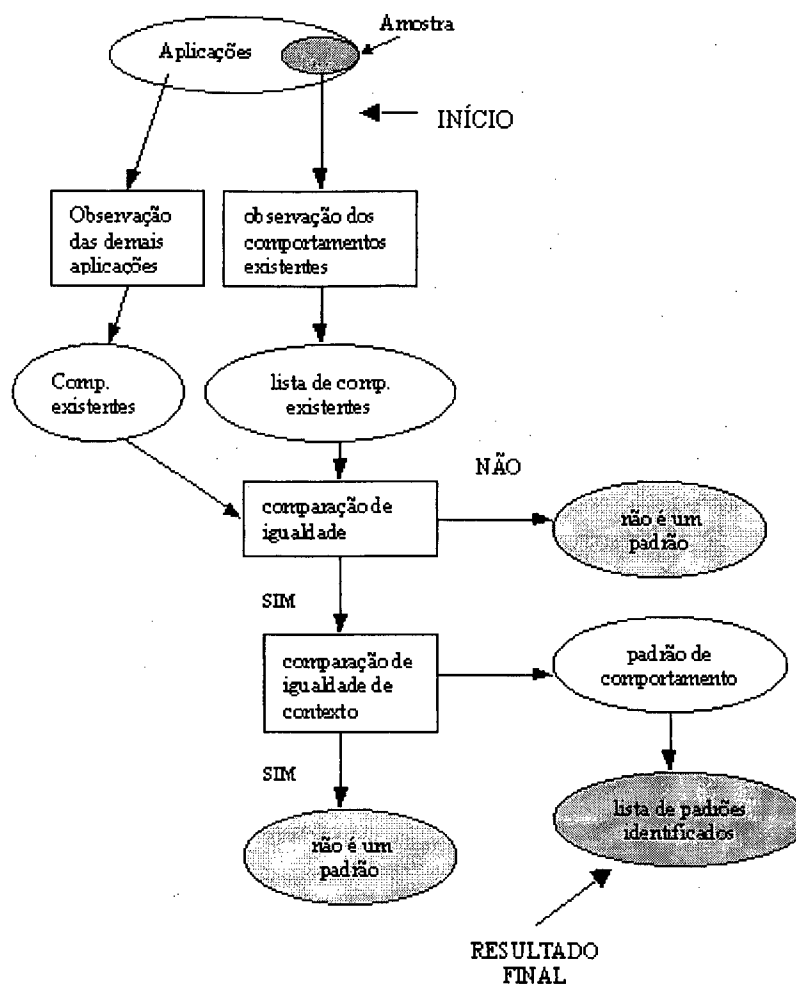 Amostra
Aplicações
...
INÍCIO
Observação
das demais
aplicações
observação dos
comportamentos
existentes
Comp.
existentes
lista de comp.
existentes
NÃO
comparação de
igualdade
não é um
padrão
SIM
comparação de
igualdade de
contexto
padrão de
comportamento
SIM
não é um
padrão
lista de padrões
identificados
RESULTADO
FINAL